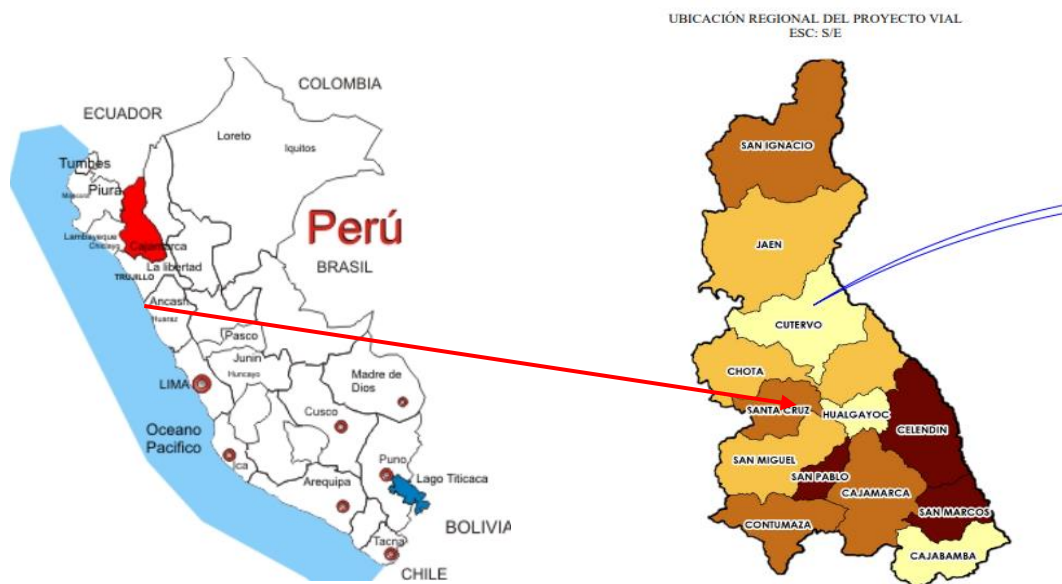 UBICACIÓN REGIONAL DEL PROYECTO VIAL
ESC: S/E
COLOMBIA
ECUADOR
Loreto
Iquitos
Tumbes
Piura
Perú
Lambayeque
Chiclayo
Cajamarca
BRASIL
La libertad
TRUJILLO
Ancash
Huaraz
Pasco
Junin
Huncayo
LIMA
Madre de
Dios
Cusco
Oceano
Pacifico
Ica
Puno
Lago Titicaca
Arequipa
BOLIVIA
Tacna
CHILE
SAN IGNACIO
JAEN
CUTERVO
CHOTA
SANTA CRUZ
HUALGAYOC
CELENDIN
SAN MIGUEL
SAN PABLO
CAJAMARCA
SAN MARCOS
CONTUMAZA
CAJABAMBA